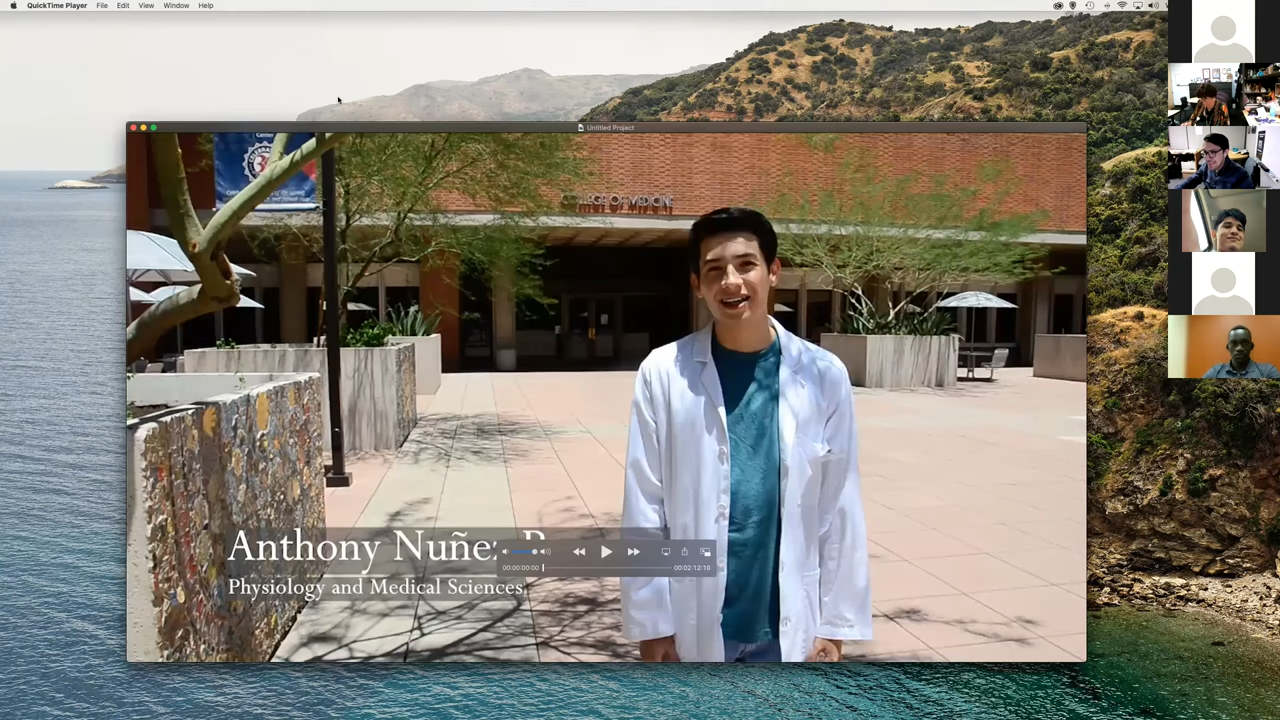 QuickTime Player File Edit View Window Help
Untitled Project
Center
COLLEGE OF MEDICINE
Anthony Nuñe
Physiology and Medical Sciences
00:00:00:00 00:02:12:10